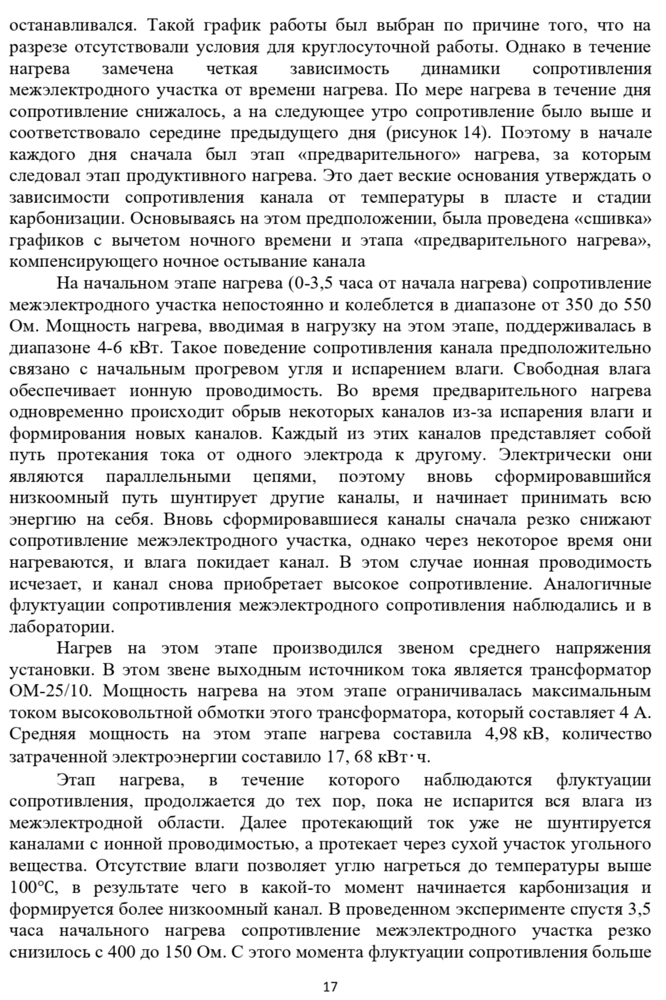 останавливался. Такой график работы был выбран по причине того, что на
разрезе отсутствовали условия для круглосуточной работы. Однако в течение
нагрева замечена четкая зависимость динамики сопротивления
межэлектродного участка от времени нагрева. По мере нагрева в течение дня
сопротивление снижалось, а на следующее утро сопротивление было выше и
соответствовало середине предыдущего дня (рисунок 14). Поэтому в начале
каждого дня сначала был этап «предварительного» нагрева, за которым
следовал этап продуктивного нагрева. Это дает веские основания утверждать о
зависимости сопротивления канала от температуры в пласте и стадии
карбонизации. Основываясь на этом предположении, была проведена «сшивка»
графиков с вычетом ночного времени и этапа «предварительного нагрева»,
компенсирующего ночное остывание канала
На начальном этапе нагрева (0-3,5 часа от начала нагрева) сопротивление
межэлектродного участка непостоянно и колеблется в диапазоне от 350 до 550
Ом. Мощность нагрева, вводимая в нагрузку на этом этапе, поддерживалась в
диапазоне 4-6 кВт. Такое поведение сопротивления канала предположительно
связано с начальным прогревом угля и испарением влаги. Свободная влага
обеспечивает ионную проводимость. Во время предварительного нагрева
одновременно происходит обрыв некоторых каналов из-за испарения влаги и
формирования новых каналов. Каждый из этих каналов представляет собой
путь протекания тока от одного электрода к другому. Электрически они
являются параллельными цепями, поэтому вновь сформировавшийся
низкоомный путь шунтирует другие каналы, и начинает принимать всю
энергию на себя. Вновь сформировавшиеся каналы сначала резко снижают
сопротивление межэлектродного участка, однако через некоторое время они
нагреваются, и влага покидает канал. В этом случае ионная проводимость
исчезает, и канал снова приобретает высокое сопротивление. Аналогичные
флуктуации сопротивления межэлектродного сопротивления наблюдались и в
лаборатории.
Нагрев на этом этапе производился звеном среднего напряжения
установки. В этом звене выходным источником тока является трансформатор
ОМ-25/10. Мощность нагрева на этом этапе ограничивалась максимальным
током высоковольтной обмотки этого трансформатора, который составляет 4 А.
Средняя мощность на этом этапе нагрева составила 4,98 кВ, количество
затраченной электроэнергии составило 17, 68 кВт·ч.
Этап нагрева, в течение которого наблюдаются флуктуации
сопротивления, продолжается до тех пор, пока не испарится вся влага из
межэлектродной области. Далее протекающий ток уже не шунтируется
каналами с ионной проводимостью, а протекает через сухой участок угольного
вещества. Отсутствие влаги позволяет углю нагреться до температуры выше
100°С, в результате чего в какой-то момент начинается карбонизация и
формируется более низкоомный канал. В проведенном эксперименте спустя 3,5
часа начального нагрева сопротивление межэлектродного участка резко
снизилось с 400 до 150 Ом. С этого момента флуктуации сопротивления больше
17